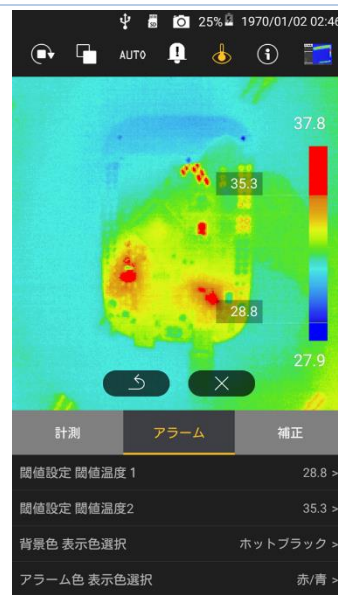 25% 1970/01/02 02:46
AUTO
37.8
35.3
28.8
27.9
計測 アラーム 補正
閾値設定 閾値温度 1 28.8 >
閾値設定 閾値温度2 35.3 >
背景色 表示色選択 ホットブラック >
アラーム色 表示色選択 赤/青 >